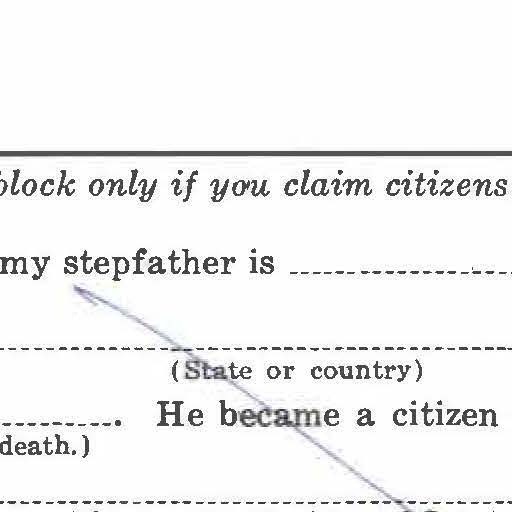 block only if you claim citizens
my stepfather is
(State or country)
. He became a citizen
death.)